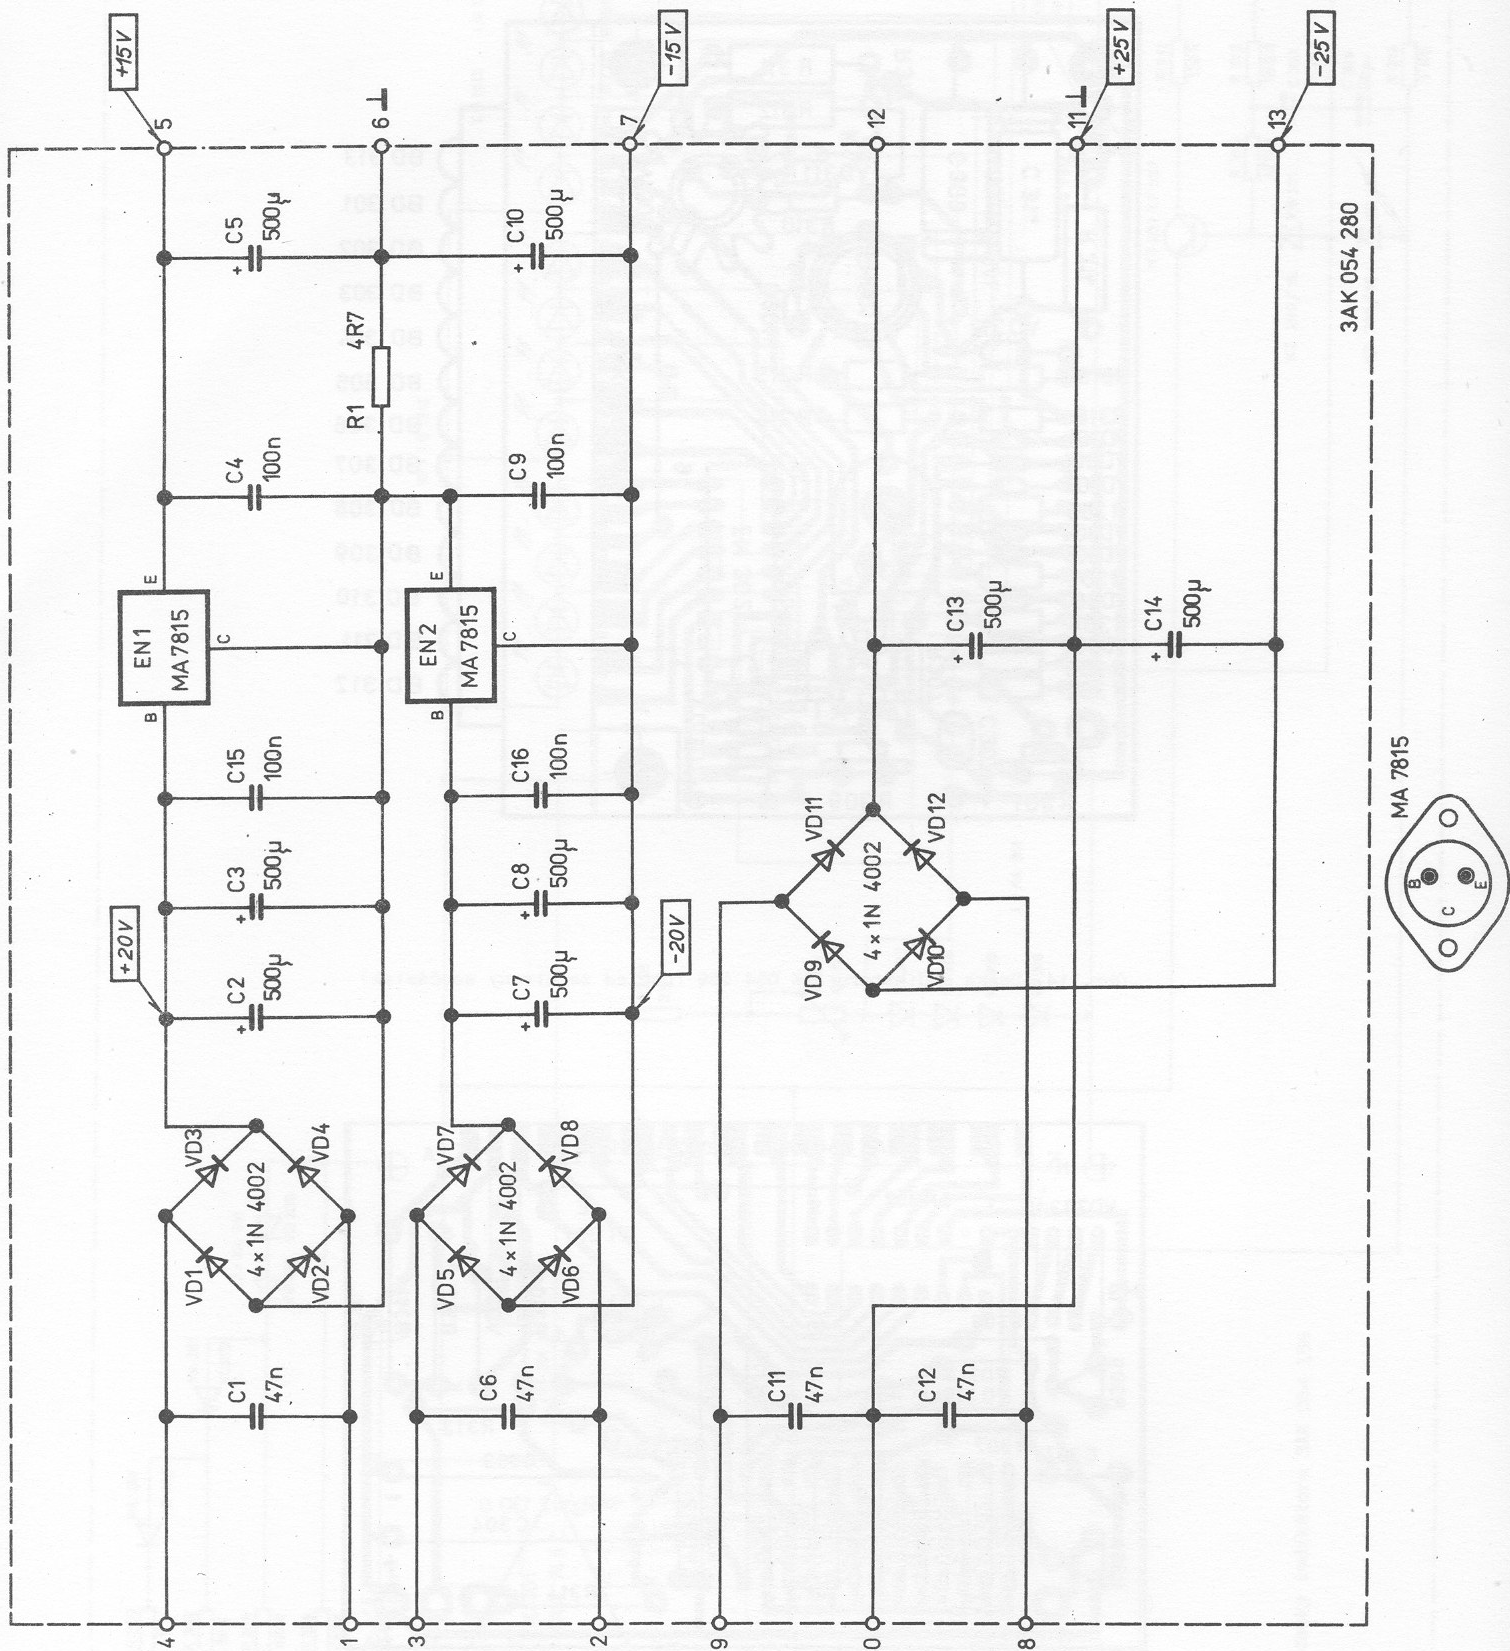 +15V
5
6
⊥
-15V
7
12
11
⊥
+25V
13
-25V
C5
500µ
+
C10
500µ
+
3AK 054 280
R1 4R7
C4
100n
C9
100n
EN1
MA7815
B
E
C
EN2
MA7815
B
E
C
C13
500µ
+
C14
500µ
+
C15
100n
C16
100n
C3
500µ
+
C8
500µ
+
C2
500µ
+
C7
500µ
+
+20V
-20V
VD11
VD12
4×1N 4002
VD9
VD10
MA 7815
B
E
C
VD3
VD4
4×1N 4002
VD1
VD2
VD7
VD8
4×1N 4002
VD5
VD6
C1
47n
C6
47n
C11
47n
C12
47n
4
1
3
2
9
0
8